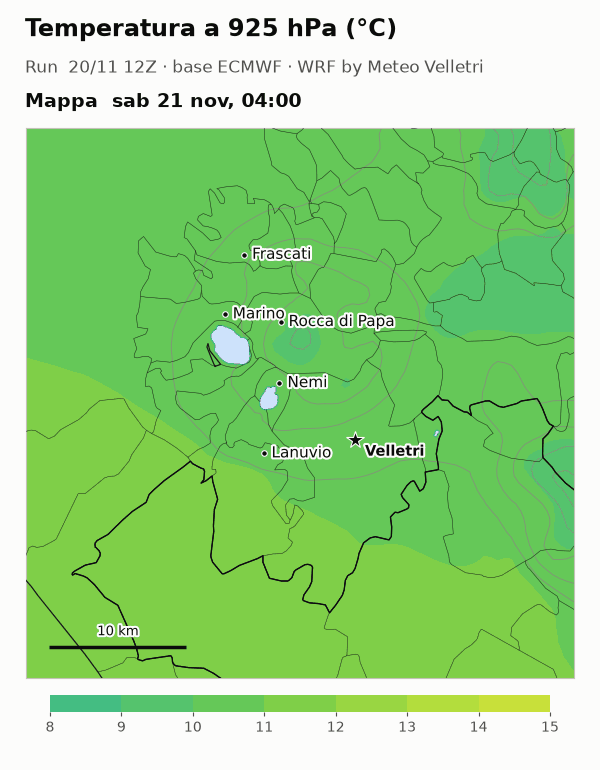 Temperatura a 925 hPa (°C)
Run  20/11 12Z · base ECMWF · WRF by Meteo Velletri
Mappa  sab 21 nov, 04:00
Frascati
Marino
Rocca di Papa
Nemi
Velletri
Lanuvio
10 km
8 9 10 11 12 13 14 15